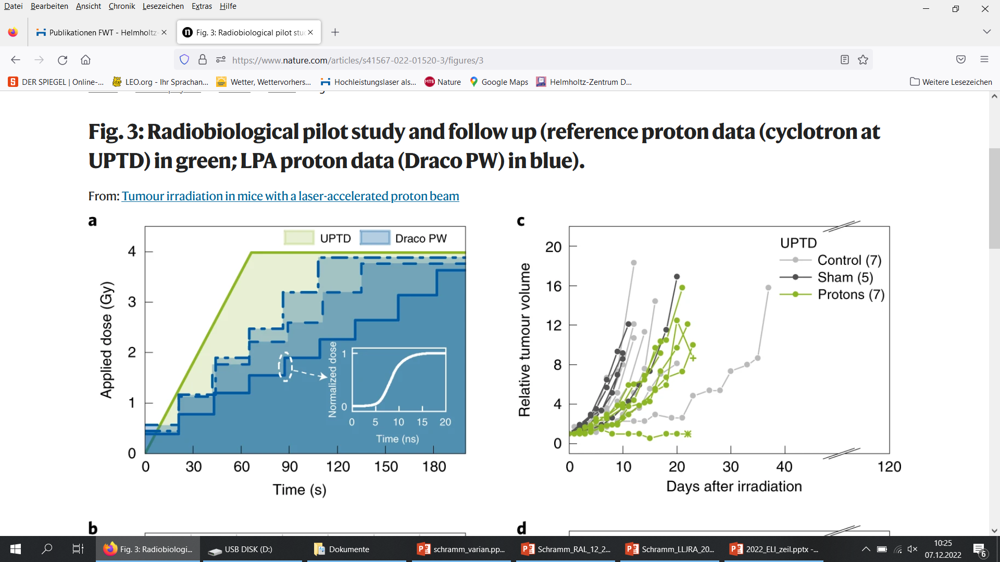 Datei Bearbeiten Ansicht Chronik Lesezeichen Extras Hilfe
Publikationen FWT - Helmholtz-
Fig. 3: Radiobiological pilot stu
https://www.nature.com/articles/s41567-022-01520-3/figures/3
DER SPIEGEL | Online-... LEO.org - Ihr Sprachan... Wetter, Wettervorhers... Hochleistungslaser als... MTS Nature Google Maps Helmholtz-Zentrum D... Weitere Lesezeichen
Fig. 3: Radiobiological pilot study and follow up (reference proton data (cyclotron at
UPTD) in green; LPA proton data (Draco PW) in blue).
From: Tumour irradiation in mice with a laser-accelerated proton beam
a
UPTD Draco PW
Applied dose (Gy)
4
3
2
1
0
0 30 60 90 120 150 180
Time (s)
Normalized dose
1
0
0 5 10 15 20
Time (ns)
c
UPTD
Control (7)
Sham (5)
Protons (7)
Relative tumour volume
20
16
12
8
4
0
0 10 20 30 40 120
Days after irradiation
b
d
Fig. 3: Radiobiologi... USB DISK (D:) Dokumente schramm_varian.pp... Schramm_RAL_12_2... Schramm_LLJRA_20... 2022_ELI_zeil.pptx -...
10:25
07.12.2022
6